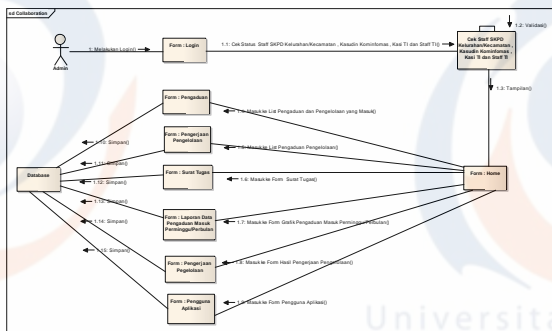 sd Collaboration
Admin
1: Melakukan Login()
Form : Login
1.1: Cek Status Staff SKPD Kelurahan/Kecamatan , Kasudin Kominfomas , Kasi TI dan Staff TI()
Cek Staff SKPD
Kelurahan/Kecamatan ,
Kasudin Kominfomas ,
Kasi TI dan Staff TI
1.2: Validasi()
1.3: Tampilan()
Form : Pengaduan
1.4: Masuk ke List Pengaduan dan Pengelolaan yang Masuk()
1.10: Simpan()
Form : Pengerjaan
Pengelolaan
1.5: Masuk ke List Pengaduan Pengelolaan()
1.11: Simpan()
Database
Form : Surat Tugas
1.6: Masuk ke Form Surat Tugas()
Form : Home
1.12: Simpan()
1.13: Simpan()
Form : Laporan Data
Pengaduan Masuk
Perminggu/Perbulan
1.7: Masuk ke Form Grafik Pengaduan Masuk Perminggu/Perbulan()
1.14: Simpan()
1.15: Simpan()
Form : Pengerjaan
Pegelolaan
1.8: Masuk ke Form Hasil Pengerjaan Pengelolaan()
Form : Pengguna
Aplikasi
1.9: Masuk ke Form Pengguna Aplikasi()
Universita